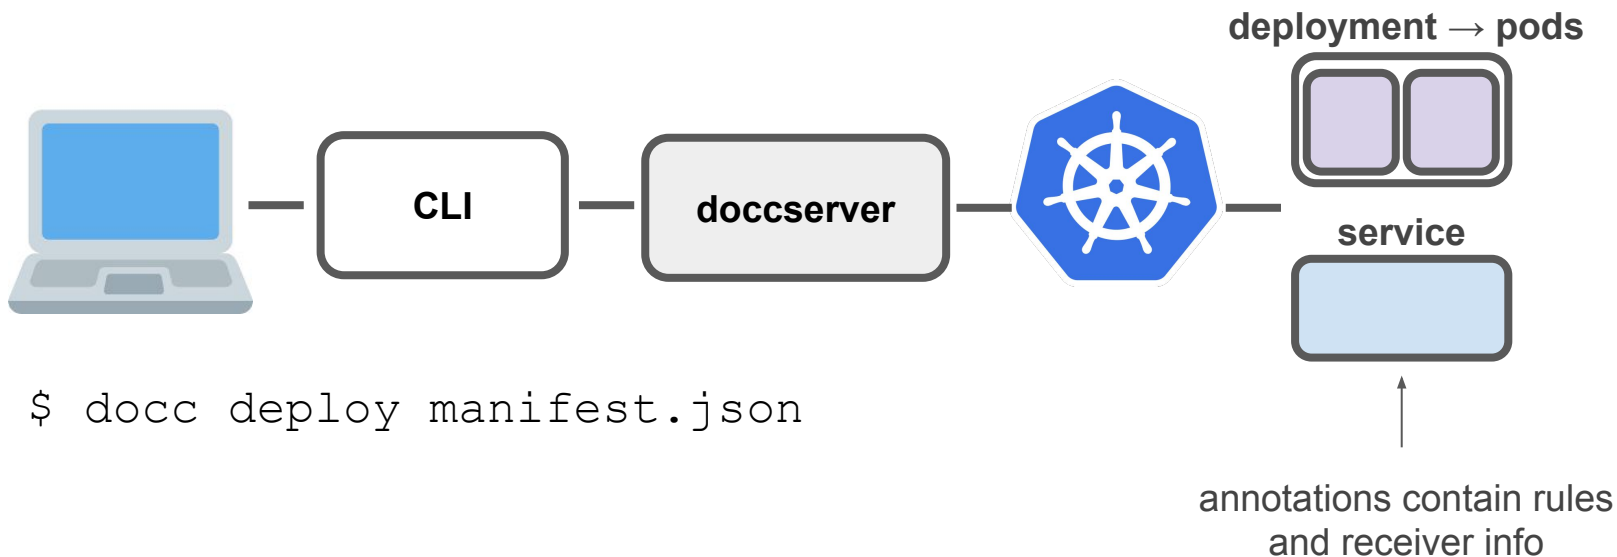 deployment → pods
CLI
doccserver
service
$ docc deploy manifest.json
annotations contain rules
and receiver info